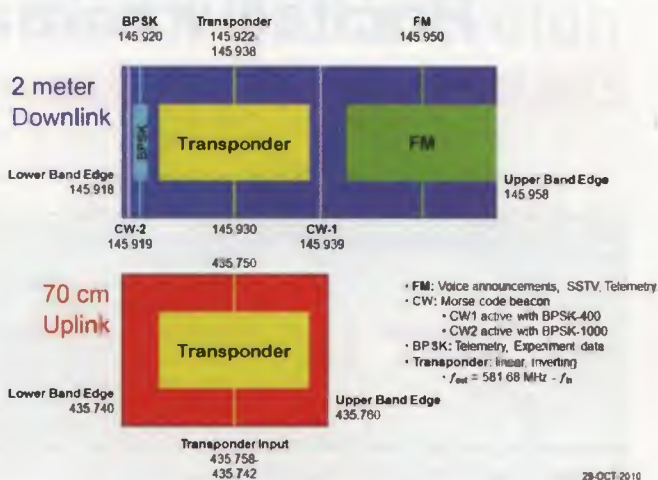 BPSK
145.920
Transponder
145.922-
145.938
FM
145.950
2 meter
Downlink
BPSK
Transponder
FM
Lower Band Edge
145.918
Upper Band Edge
145.958
CW-2
145.919
145.930
CW-1
145.939
435.750
70 cm
Uplink
Transponder
Lower Band Edge
435.740
Upper Band Edge
435.760
Transponder Input
435.758-
435.742
• FM: Voice announcements, SSTV, Telemetry
• CW: Morse code beacon
• CW1 active with BPSK-400
• CW2 active with BPSK-1000
• BPSK: Telemetry, Experiment data
• Transponder: linear, inverting
• fout = 581.68 MHz - fin
29-OCT-2010